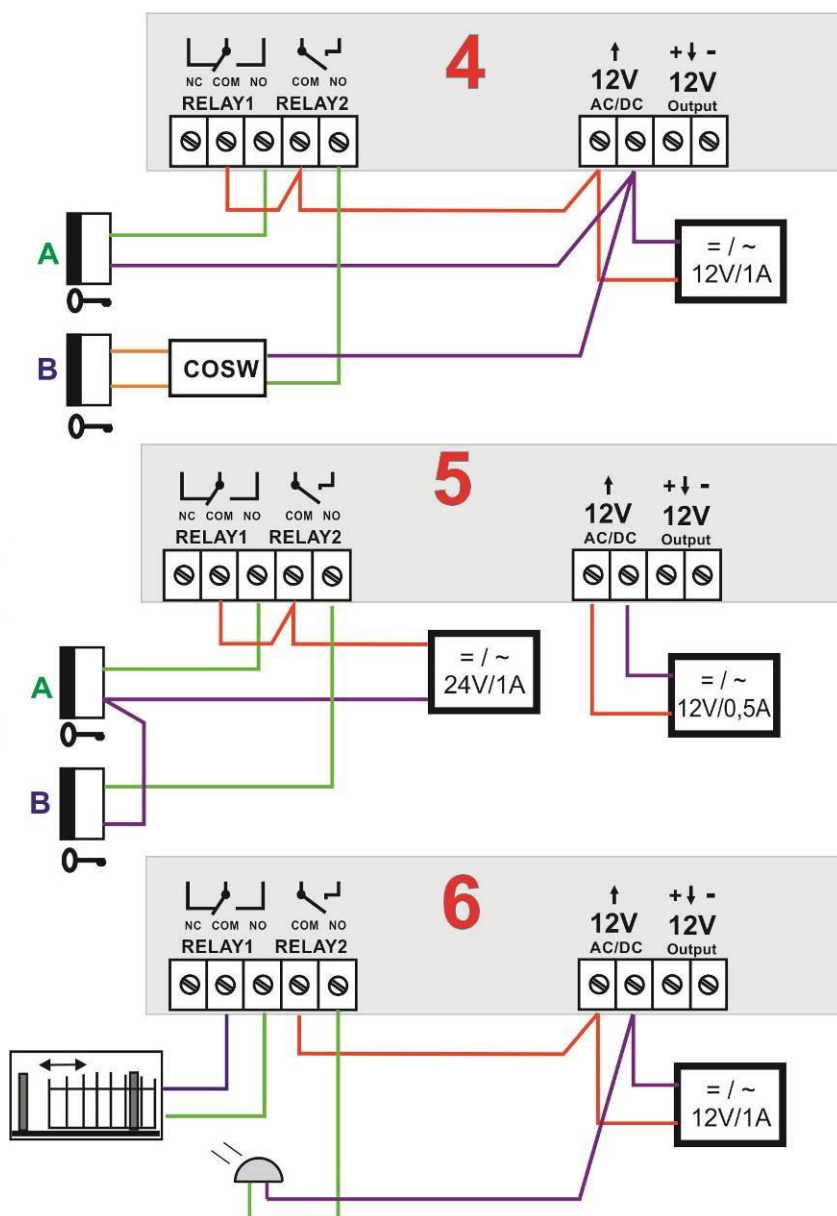 4
NC COM NO COM NO
RELAY1 RELAY2
12V
AC/DC
+ -
12V
Output
A
= / ~
12V/1A
B
COSW
5
NC COM NO COM NO
RELAY1 RELAY2
12V
AC/DC
+ -
12V
Output
A
= / ~
24V/1A
= / ~
12V/0,5A
B
6
NC COM NO COM NO
RELAY1 RELAY2
12V
AC/DC
+ -
12V
Output
= / ~
12V/1A